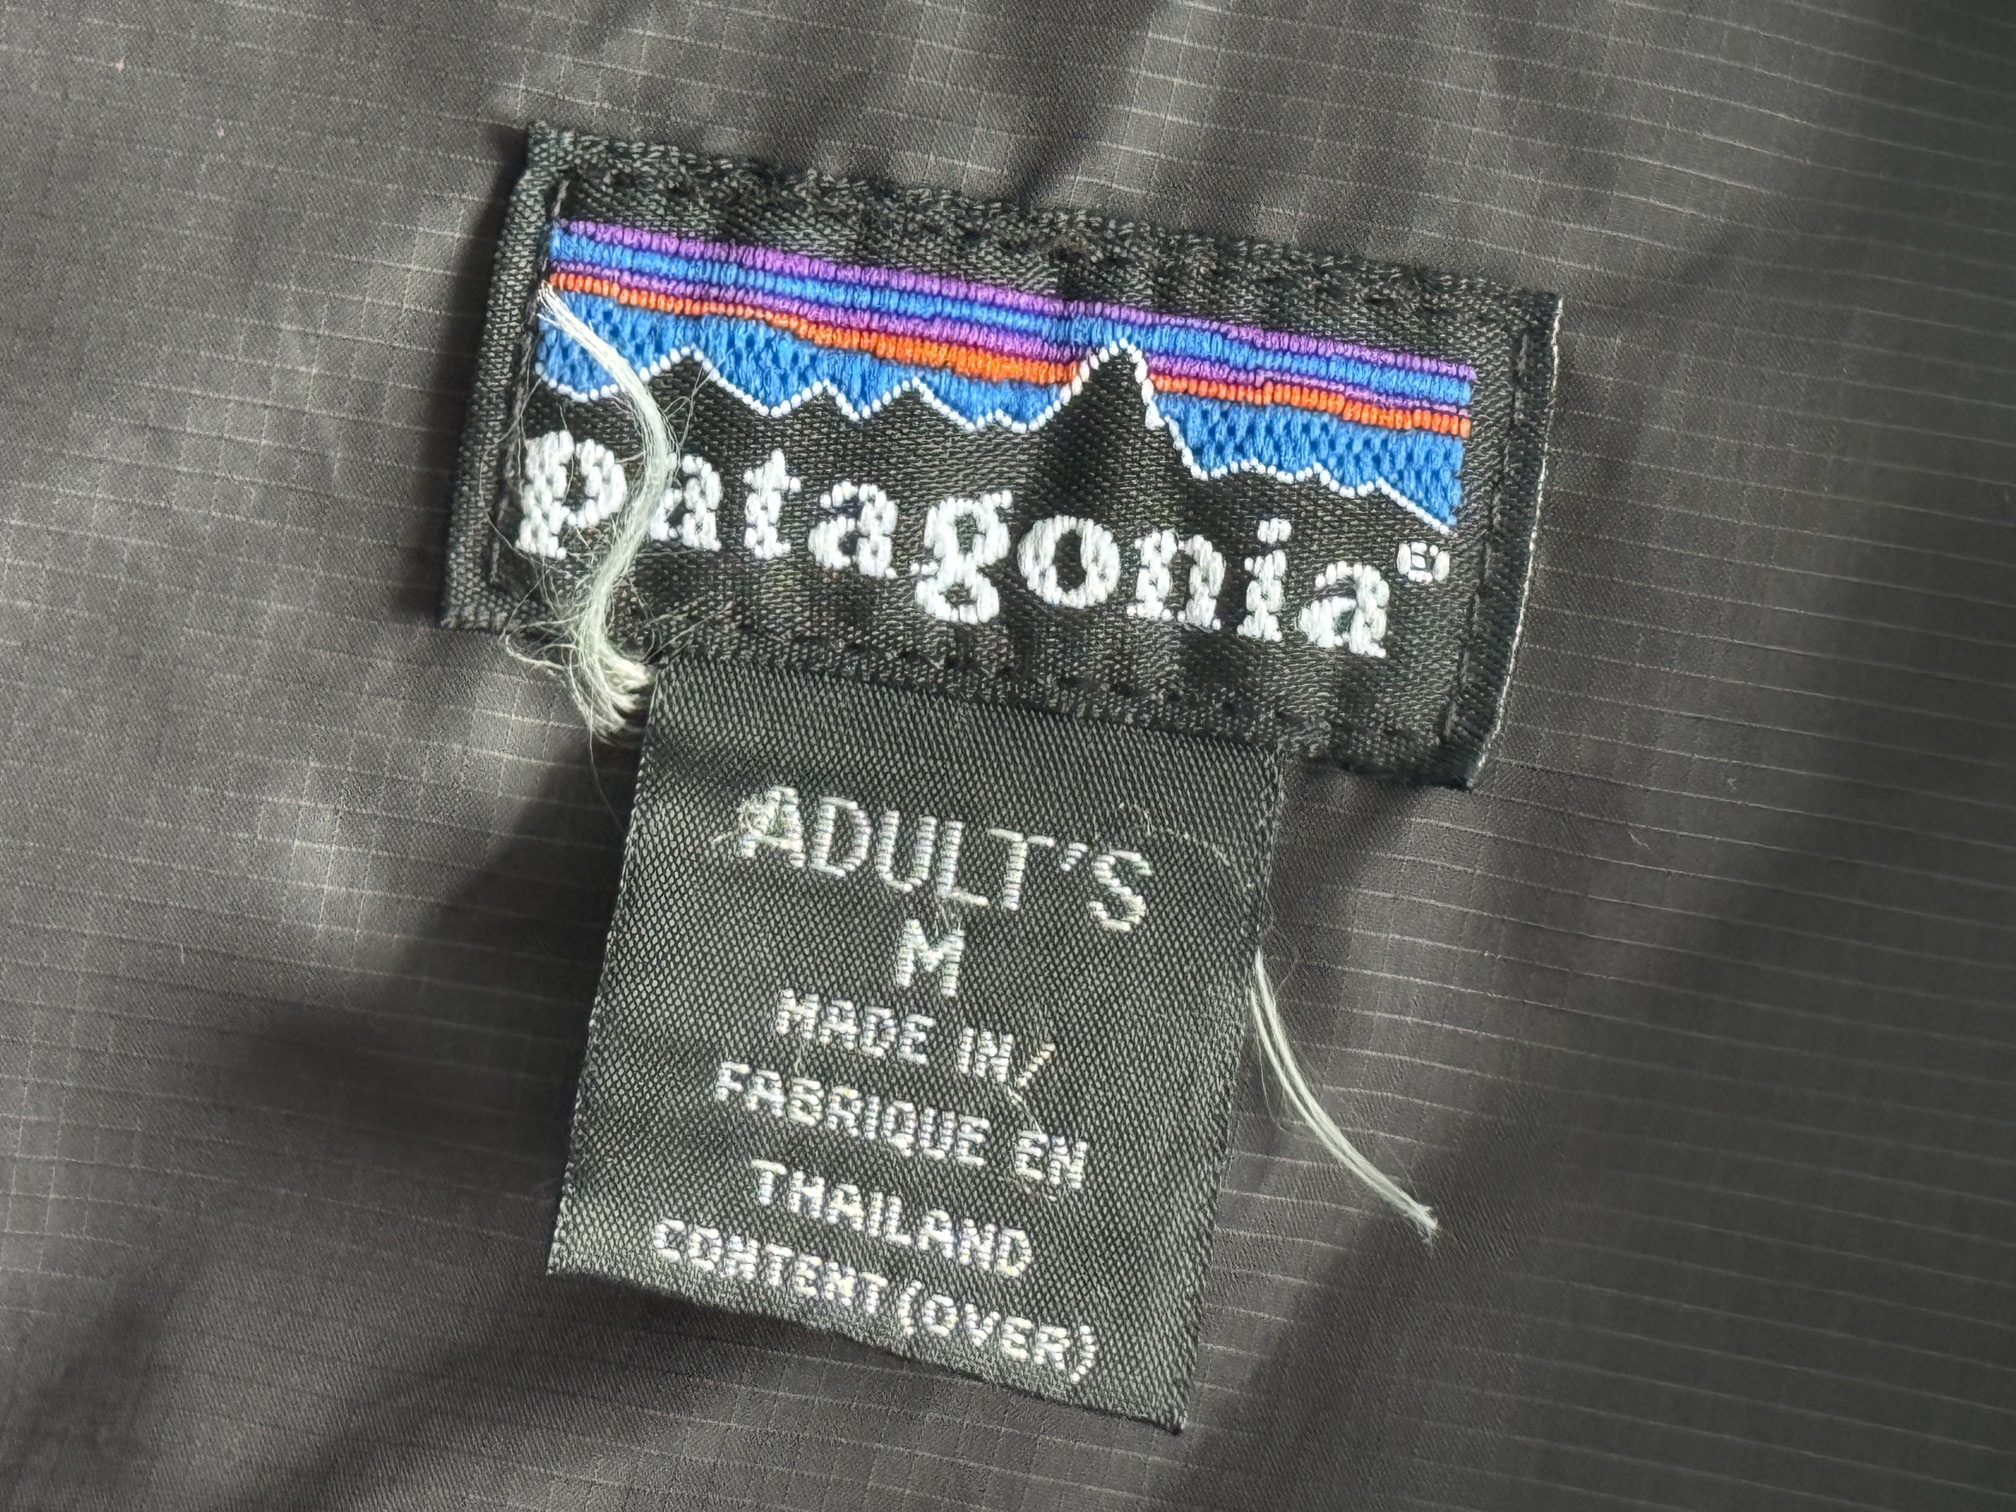 patagonia®
ADULT'S
M
MADE IN/
FABRIQUE EN
THAILAND
CONTENT(OVER)